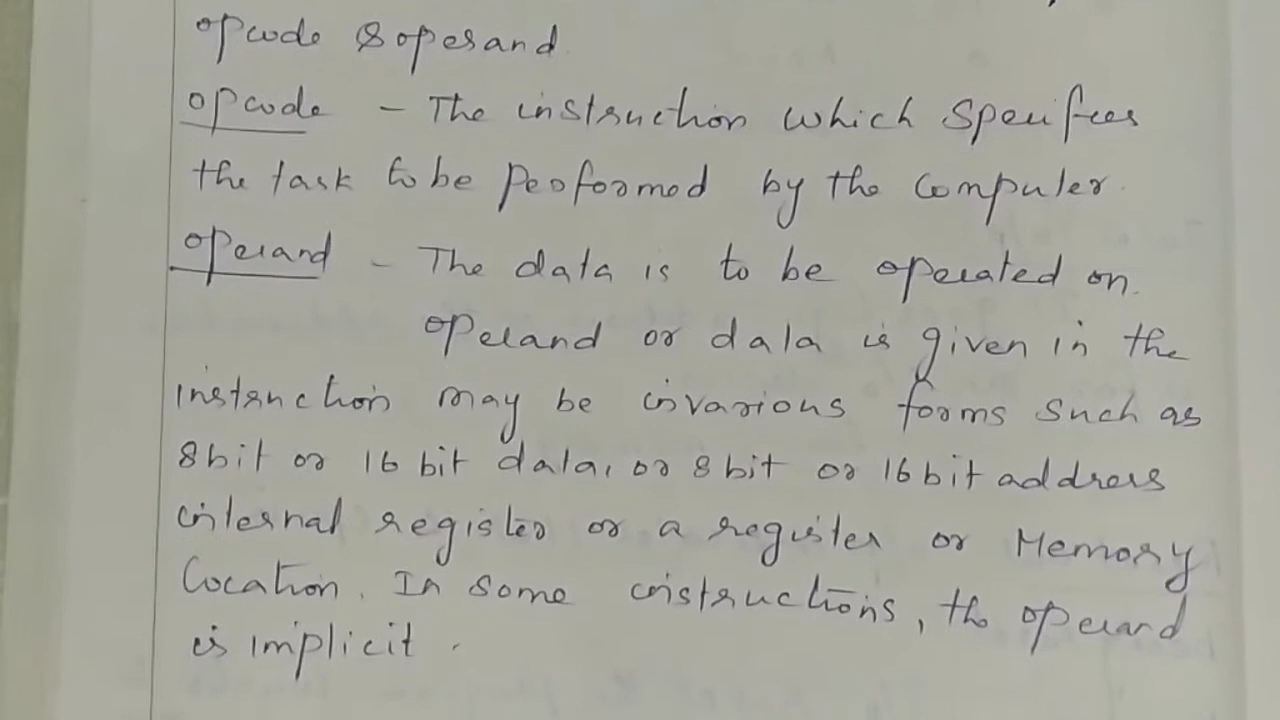 opcode & operand
opcode - The instruction which specifies
the task to be performed by the computer.
operand - The data is to be operated on.
operand or data is given in the
instruction may be in various forms such as
8 bit or 16 bit data, or 8 bit or 16 bit address
internal register or a register or Memory
location. In some instructions, the operand
is implicit.